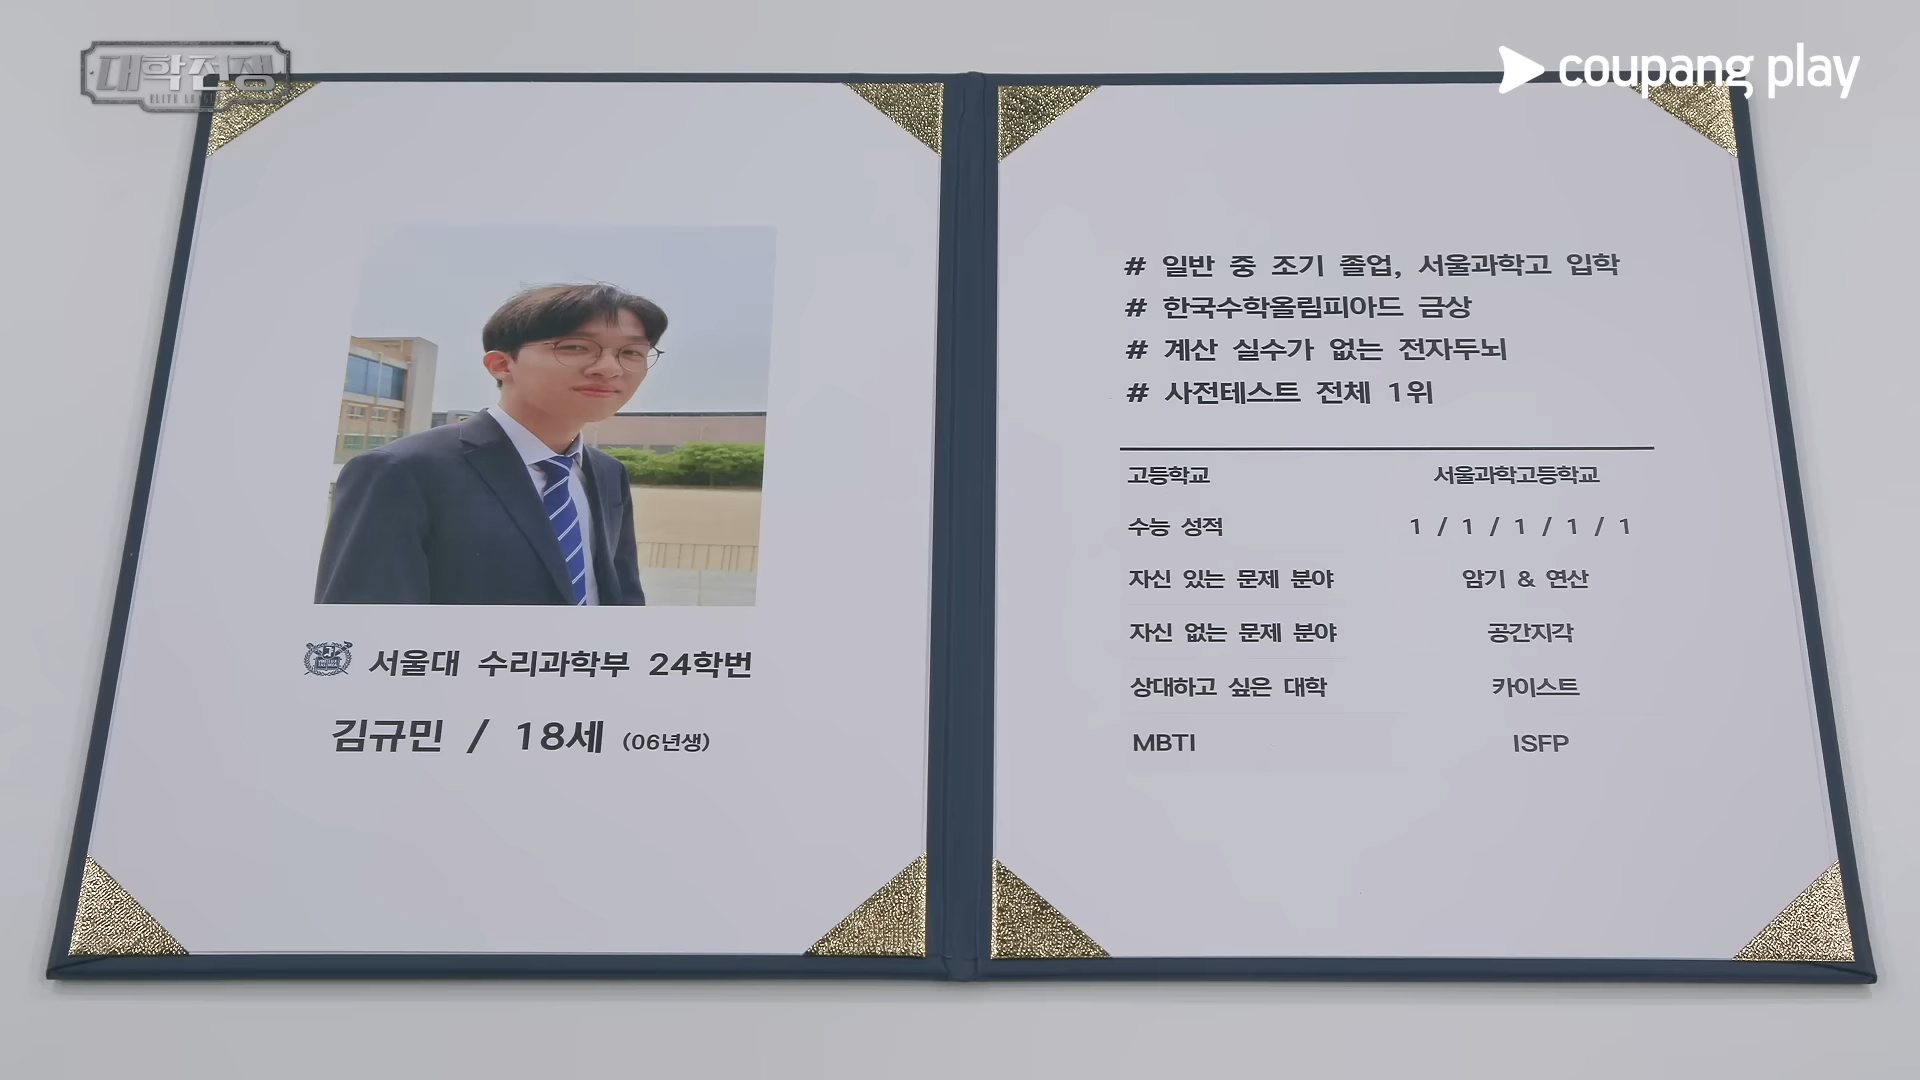 대학전쟁
ELITE LEAGUE
coupang play
서울대 수리과학부 24학번
김규민 / 18세 (06년생)
# 일반 중 조기 졸업, 서울과학고 입학
# 한국수학올림피아드 금상
# 계산 실수가 없는 전자두뇌
# 사전테스트 전체 1위
고등학교 서울과학고등학교
수능 성적 1 / 1 / 1 / 1 / 1
자신 있는 문제 분야 암기 & 연산
자신 없는 문제 분야 공간지각
상대하고 싶은 대학 카이스트
MBTI ISFP